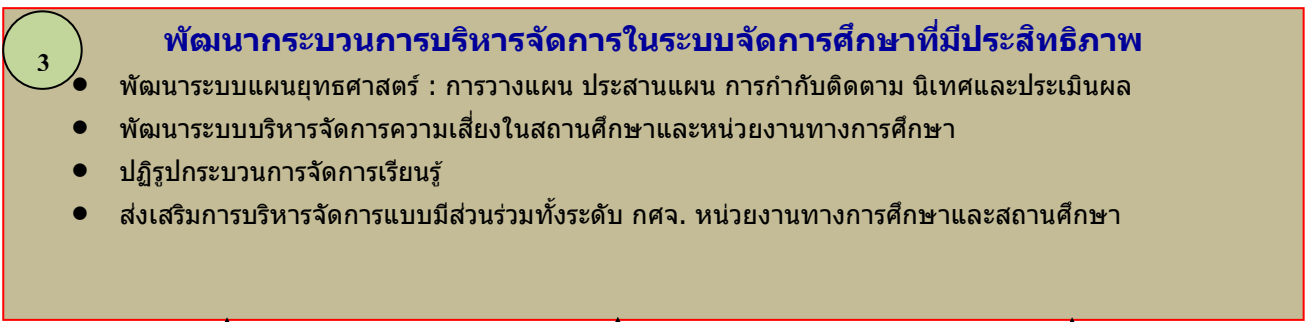 3
พัฒนากระบวนการบริหารจัดการในระบบจัดการศึกษาที่มีประสิทธิภาพ
● พัฒนาระบบแผนยุทธศาสตร์ : การวางแผน ประสานแผน การกำกับติดตาม นิเทศและประเมินผล
● พัฒนาระบบบริหารจัดการความเสี่ยงในสถานศึกษาและหน่วยงานทางการศึกษา
● ปฏิรูปกระบวนการจัดการเรียนรู้
● ส่งเสริมการบริหารจัดการแบบมีส่วนร่วมทั้งระดับ กศจ. หน่วยงานทางการศึกษาและสถานศึกษา